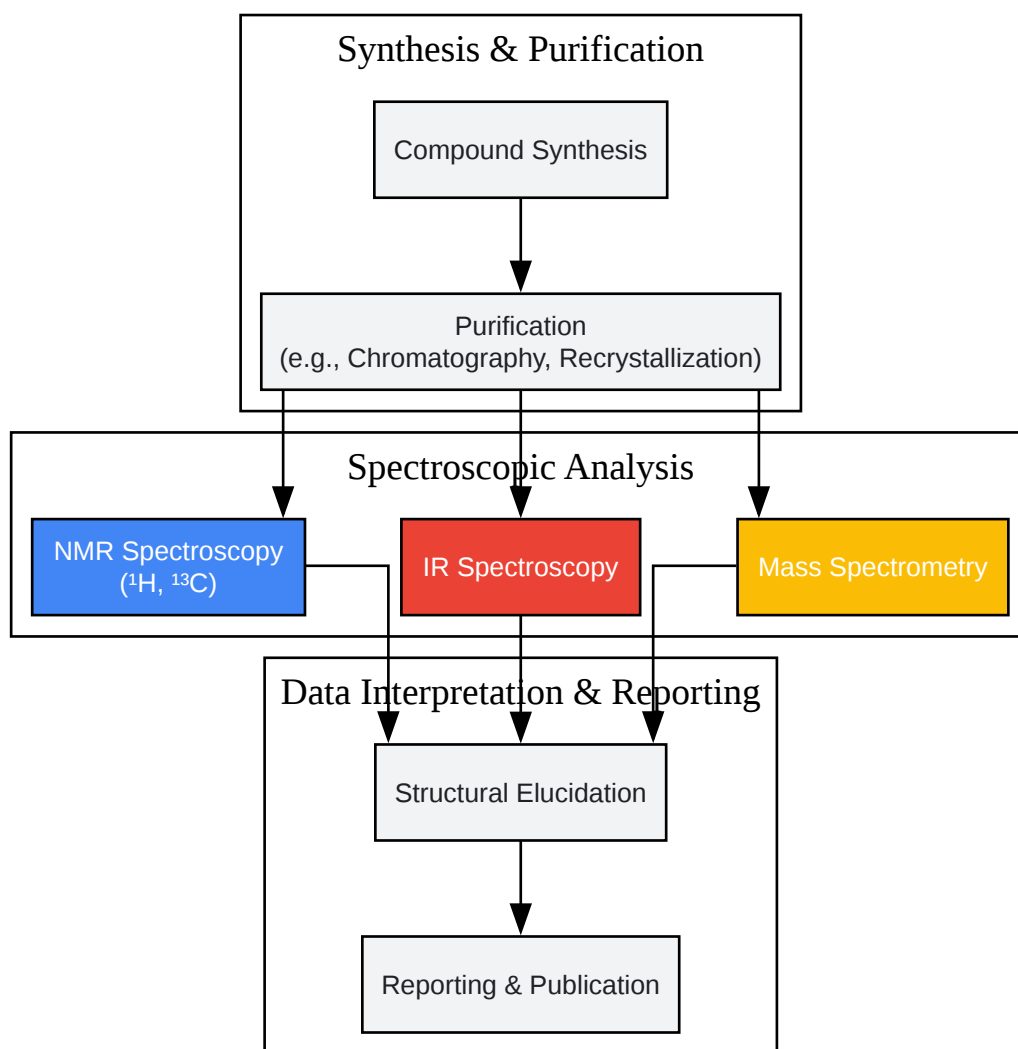 Synthesis & Purification
Compound Synthesis
Purification
(e.g., Chromatography, Recrystallization)
Spectroscopic Analysis
NMR Spectroscopy
(¹H, ¹³C)
IR Spectroscopy
Mass Spectrometry
Data Interpretation & Reporting
Structural Elucidation
Reporting & Publication